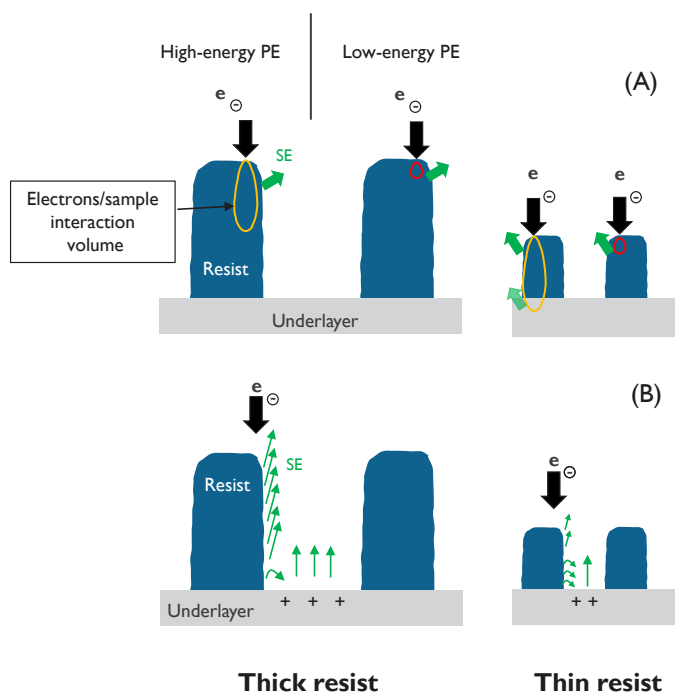 High-energy PE
Low-energy PE
(A)
e
⊖
SE
e
⊖
Electrons/sample
interaction
volume
Resist
e
⊖
e
⊖
Underlayer
(B)
e
⊖
SE
Resist
e
⊖
Underlayer
+ + +
+ +
Thick resist
Thin resist